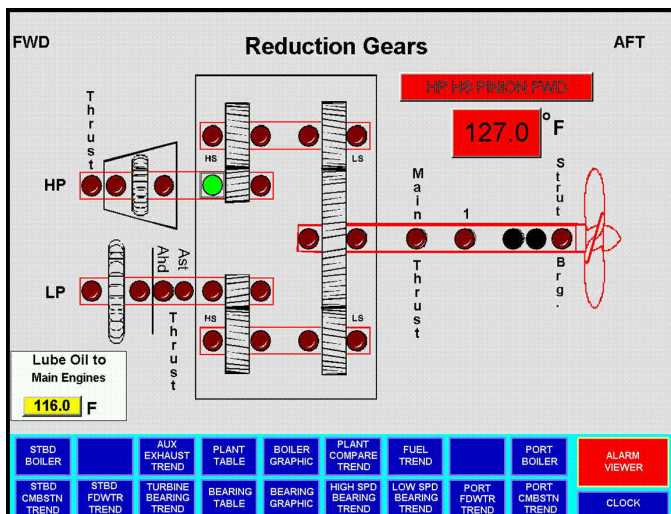 FWD
Reduction Gears
AFT
HP HS PINION FWD
127.0 °F
Thrust
HS
LS
Strut
HP
Main
1
LP
Ahd
Ast
Thrust
Thrust
Brg.
HS
LS
Lube Oil to
Main Engines
116.0 F
STBD
BOILER
AUX
EXHAUST
TREND
PLANT
TABLE
BOILER
GRAPHIC
PLANT
COMPARE
TREND
FUEL
TREND
PORT
BOILER
ALARM
VIEWER
STBD
CMBSTN
TREND
STBD
FDWTR
TREND
TURBINE
BEARING
TREND
BEARING
TABLE
BEARING
GRAPHIC
HIGH SPD
BEARING
TREND
LOW SPD
BEARING
TREND
PORT
FDWTR
TREND
PORT
CMBSTN
TREND
CLOCK